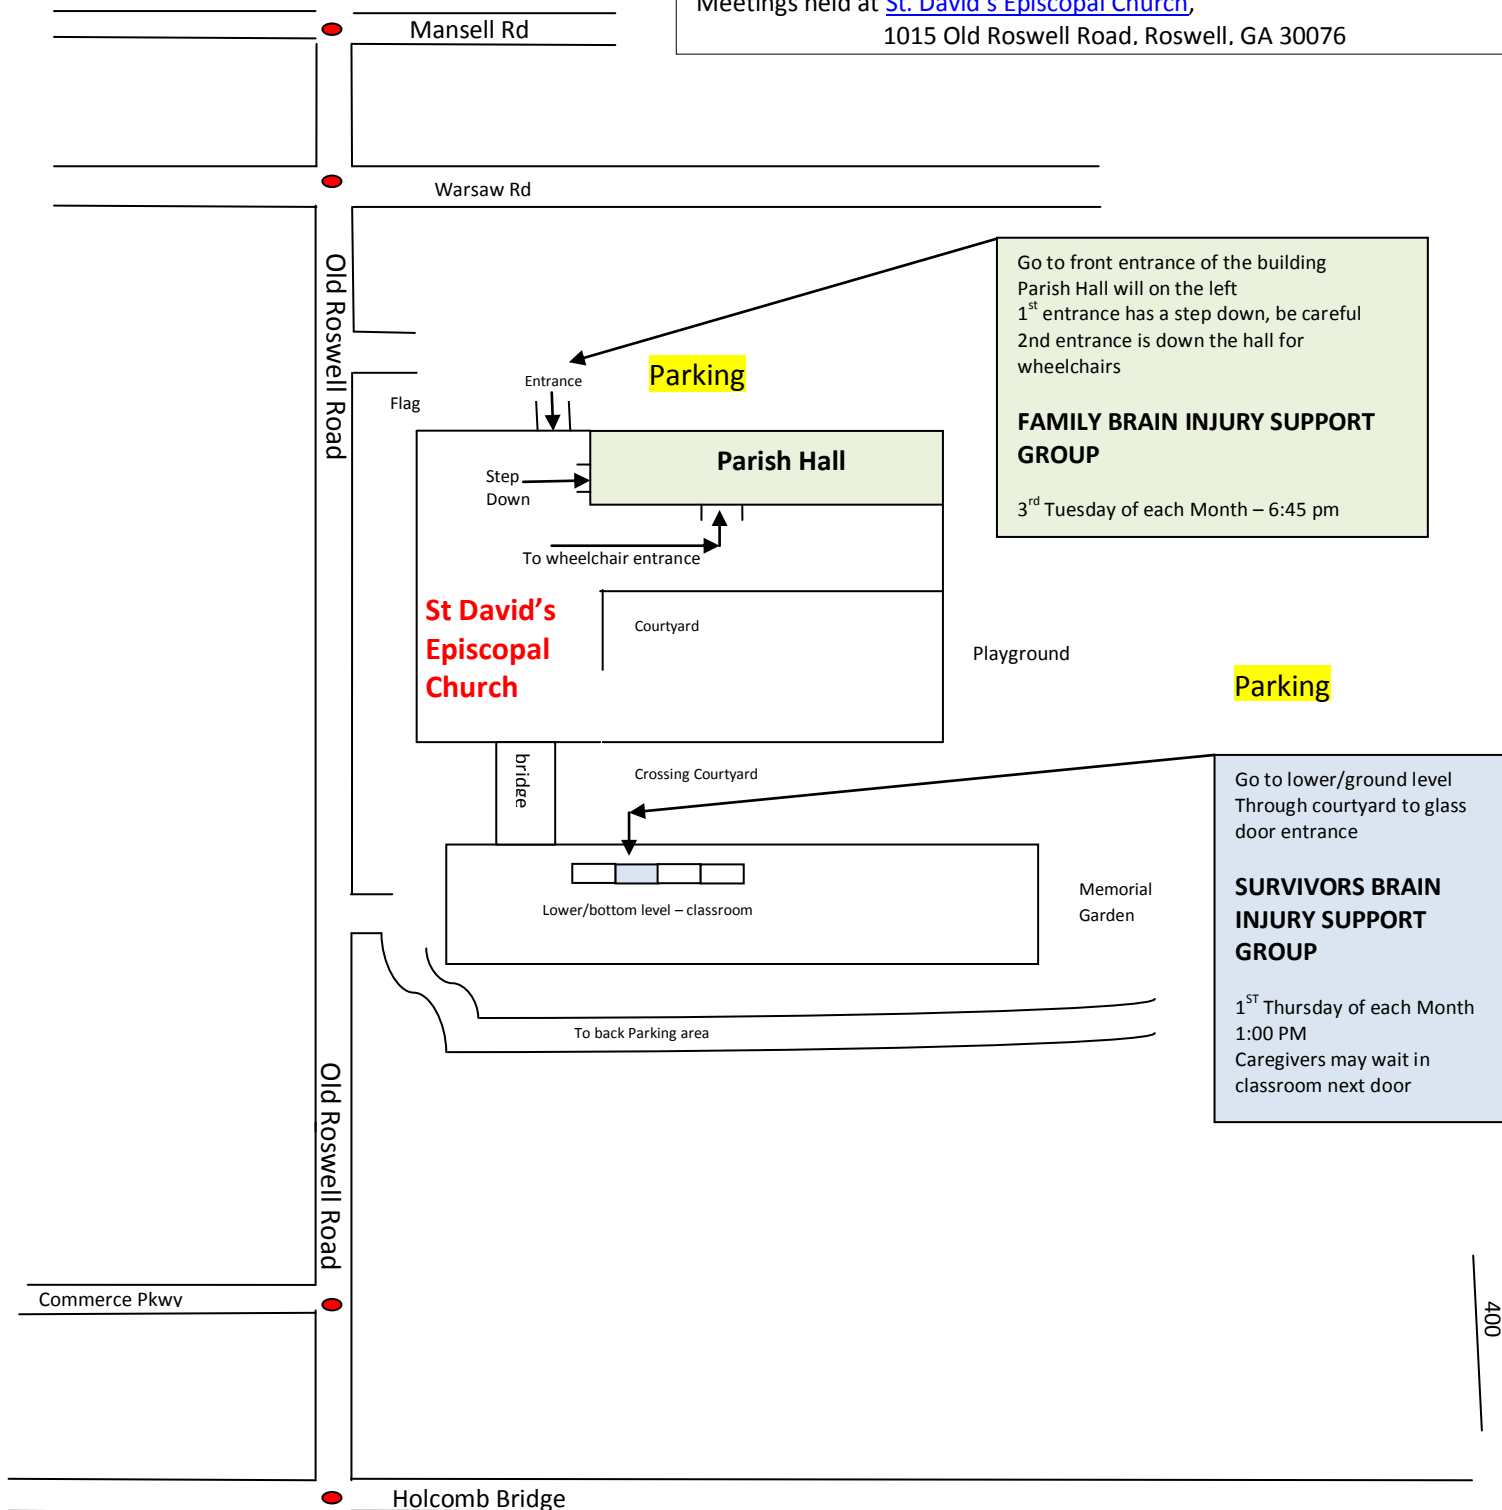 Meetings held at St. David's Episcopal Church,
1015 Old Roswell Road, Roswell, GA 30076
Mansell Rd
Warsaw Rd
Old Roswell Road
Go to front entrance of the building
Parish Hall will on the left
1st entrance has a step down, be careful
2nd entrance is down the hall for
wheelchairs
FAMILY BRAIN INJURY SUPPORT
GROUP
3rd Tuesday of each Month – 6:45 pm
Parking
Entrance
Flag
Parish Hall
Step
Down
To wheelchair entrance
St David’s
Episcopal
Church
Courtyard
Playground
Parking
bridge
Crossing Courtyard
Go to lower/ground level
Through courtyard to glass
door entrance
SURVIVORS BRAIN
INJURY SUPPORT
GROUP
1ST Thursday of each Month
1:00 PM
Caregivers may wait in
classroom next door
Lower/bottom level – classroom
Memorial
Garden
To back Parking area
Old Roswell Road
Commerce Pkwy
400
Holcomb Bridge